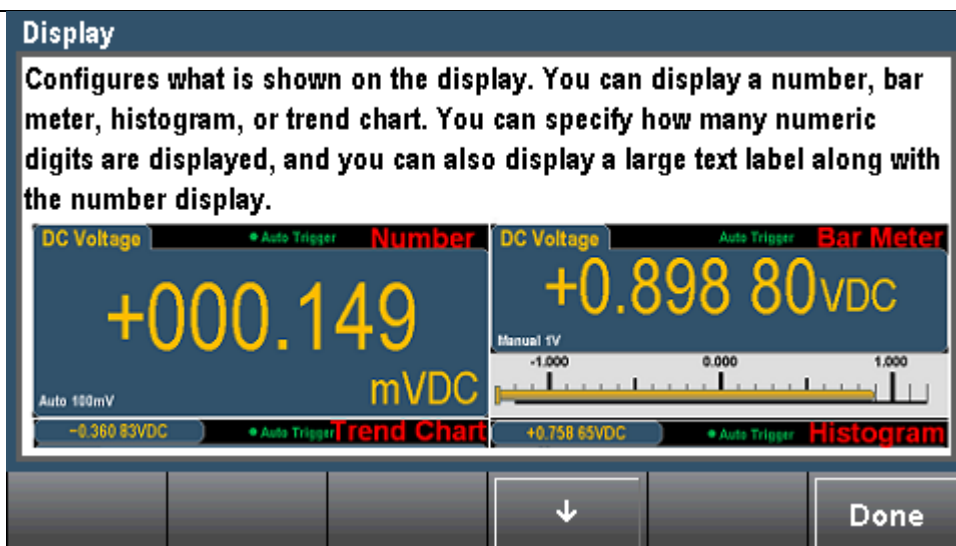 Display
Configures what is shown on the display. You can display a number, bar
meter, histogram, or trend chart. You can specify how many numeric
digits are displayed, and you can also display a large text label along with
the number display.
DC Voltage Auto Trigger Number
+000.149
mVDC
Auto 100mV
DC Voltage Auto Trigger Bar Meter
+0.898 80VDC
Manual 1V
-1.000 0.000 1.000
-0.360 83VDC Auto Trigger Trend Chart
+0.758 65VDC Auto Trigger Histogram
↓ Done